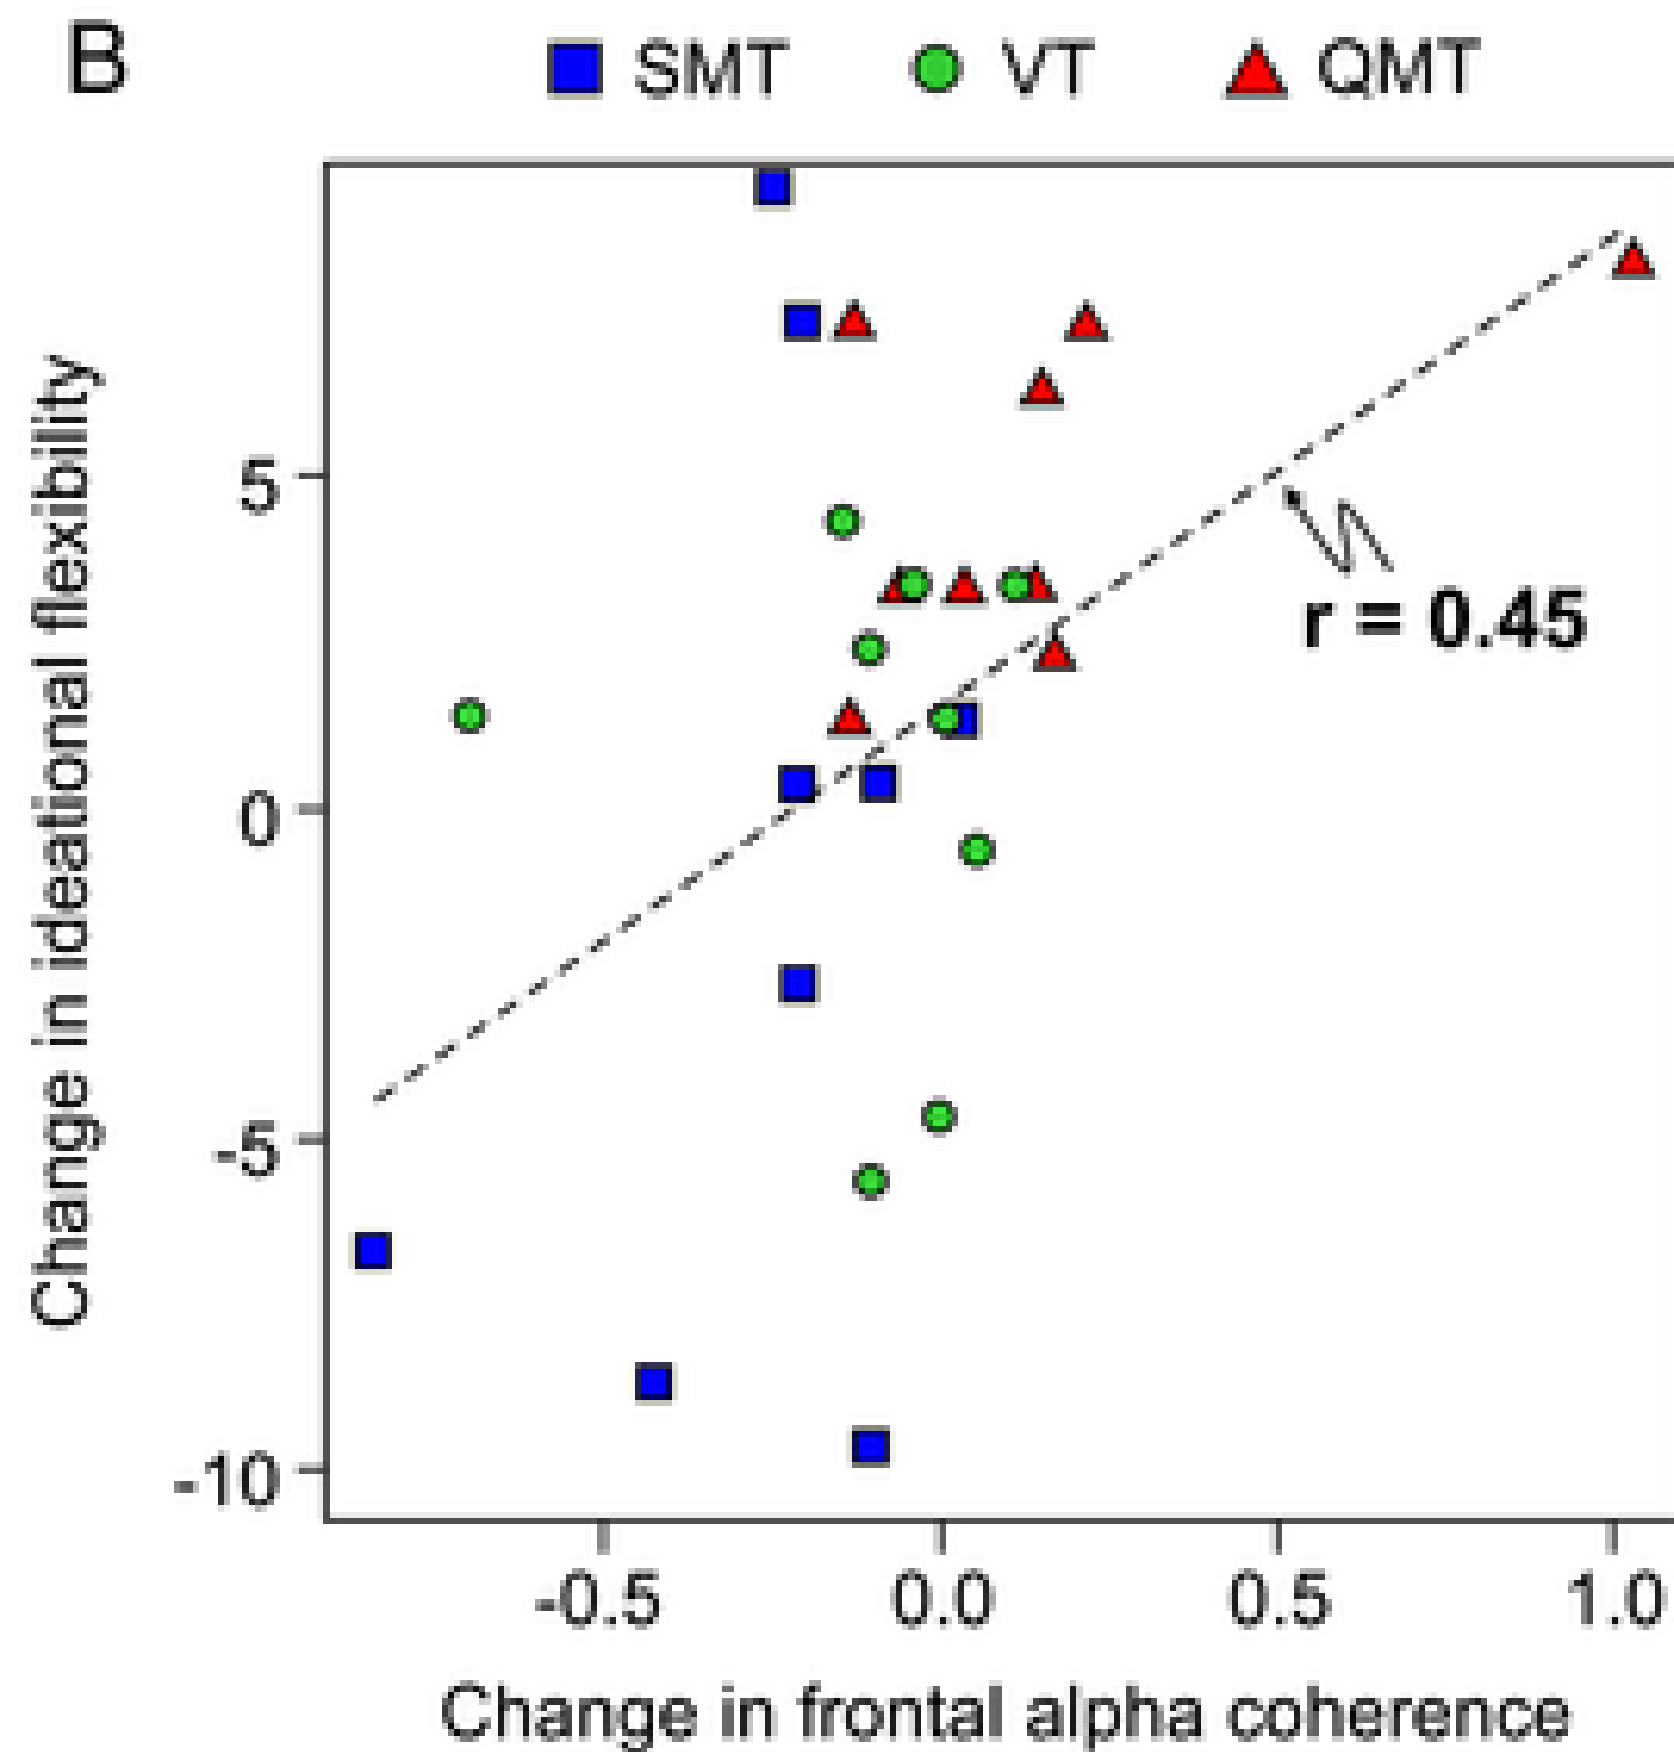 B
SMT VT QMT
Change in ideational flexibility
5
0
-5
-10
r = 0.45
-0.5 0.0 0.5 1.0
Change in frontal alpha coherence